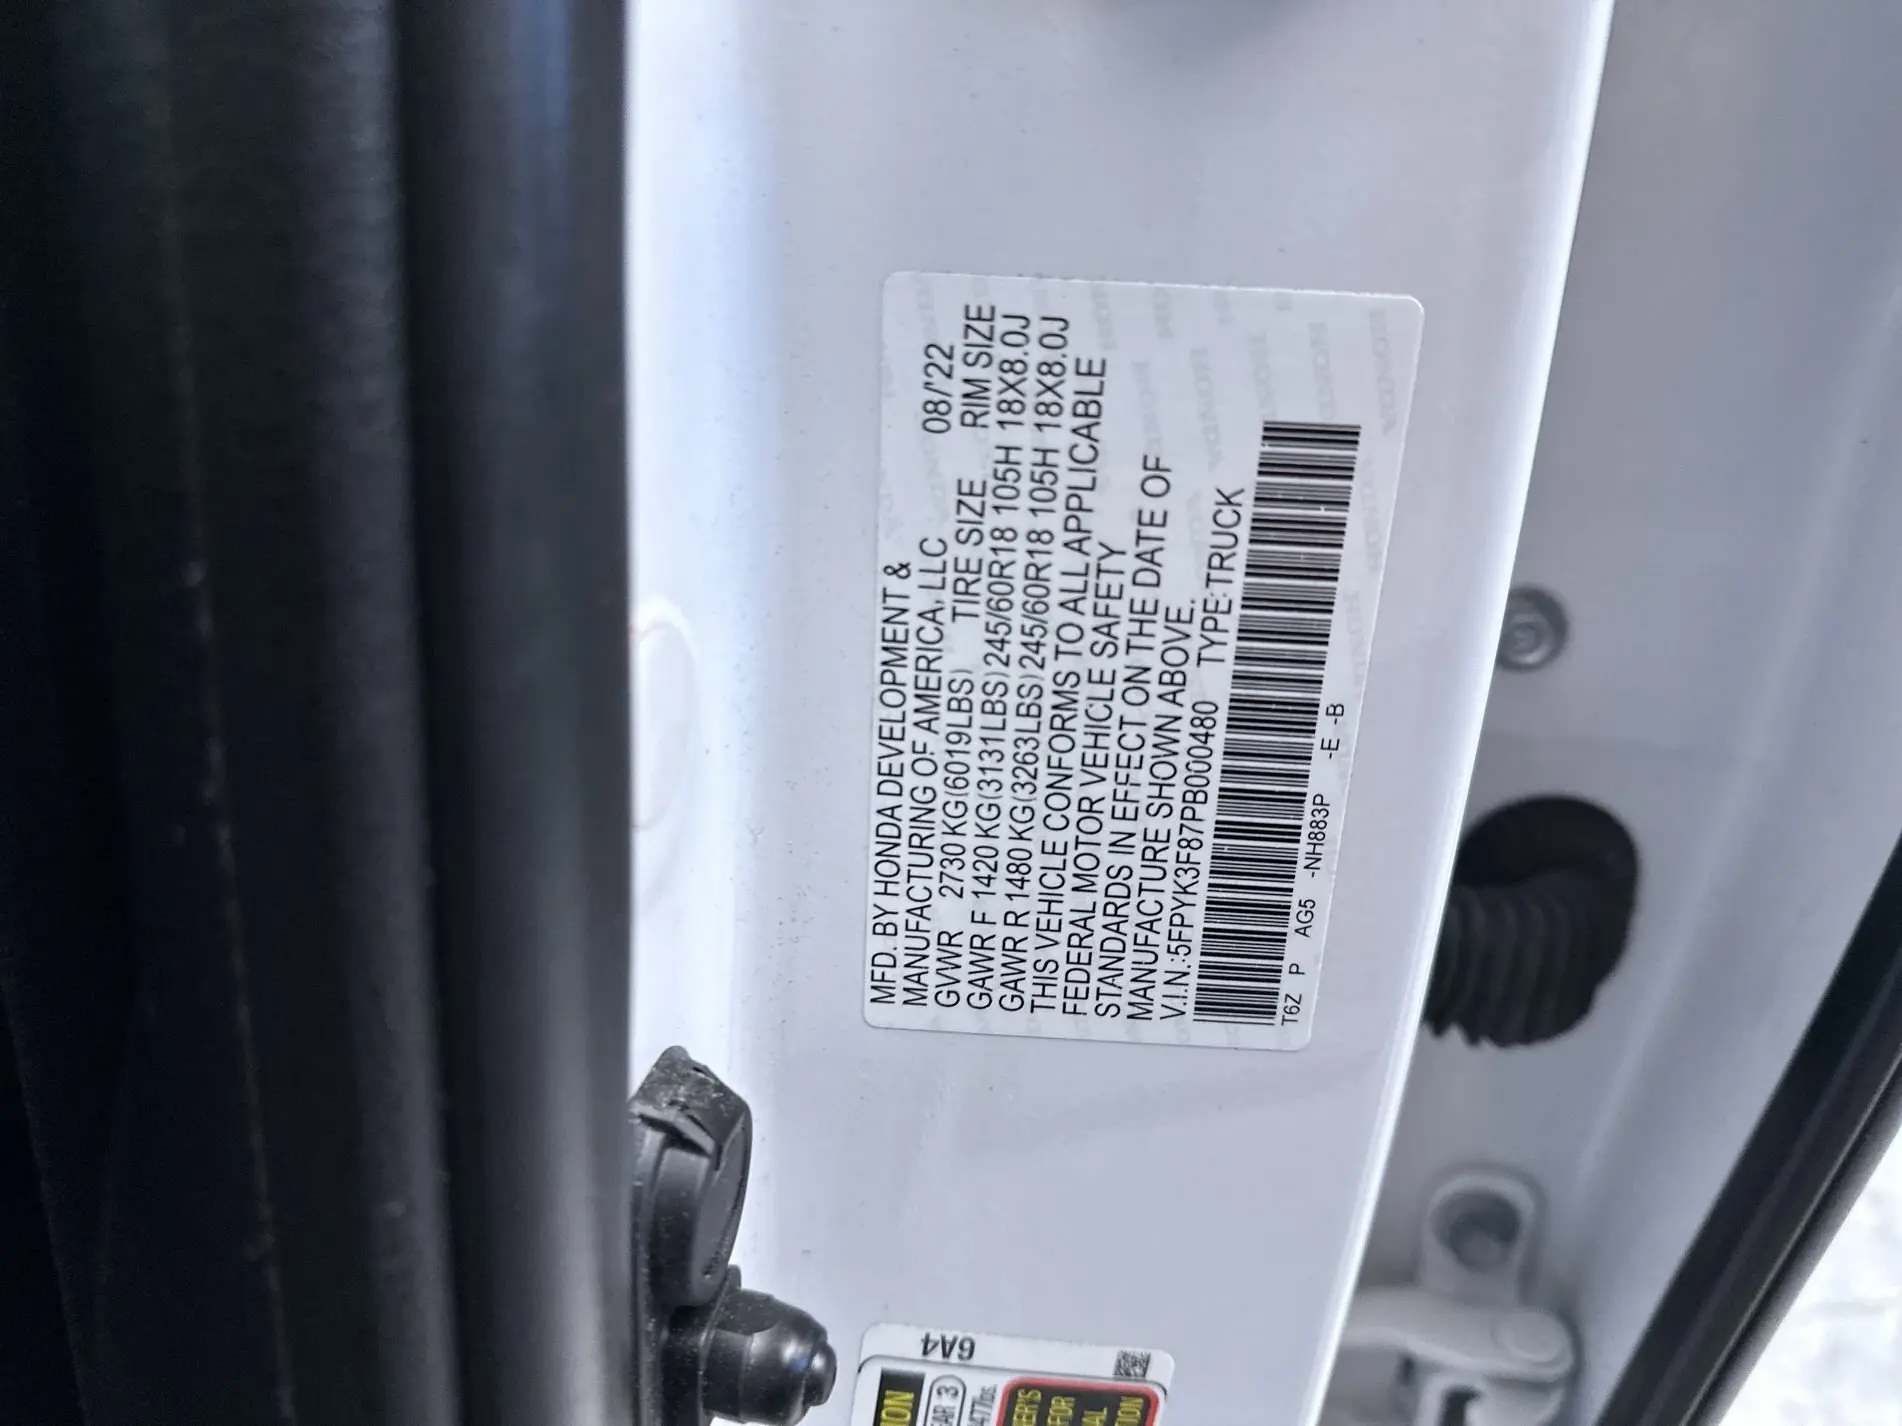 MFD. BY HONDA DEVELOPMENT &
MANUFACTURING OF AMERICA, LLC 08/'22
GVWR 2730 KG(6019LBS) TIRE SIZE RIM SIZE
GAWR F 1420 KG(3131LBS) 245/60R18 105H 18X8.0J
GAWR R 1480 KG(3263LBS) 245/60R18 105H 18X8.0J
THIS VEHICLE CONFORMS TO ALL APPLICABLE
FEDERAL MOTOR VEHICLE SAFETY
STANDARDS IN EFFECT ON THE DATE OF
MANUFACTURE SHOWN ABOVE.
V.I.N.:5FPYK3F87PB000480 TYPE:TRUCK
T6Z P AG5 -NH883P -E -B
HONDA
6A4